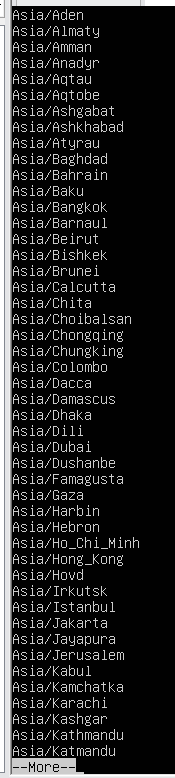 Asia/Aden
Asia/Almaty
Asia/Amman
Asia/Anadyr
Asia/Aqtau
Asia/Aqtobe
Asia/Ashgabat
Asia/Ashkhabad
Asia/Atyrau
Asia/Baghdad
Asia/Bahrain
Asia/Baku
Asia/Bangkok
Asia/Barnaul
Asia/Beirut
Asia/Bishkek
Asia/Brunei
Asia/Calcutta
Asia/Chita
Asia/Choibalsan
Asia/Chongqing
Asia/Chungking
Asia/Colombo
Asia/Dacca
Asia/Damascus
Asia/Dhaka
Asia/Dili
Asia/Dubai
Asia/Dushanbe
Asia/Famagusta
Asia/Gaza
Asia/Harbin
Asia/Hebron
Asia/Ho_Chi_Minh
Asia/Hong_Kong
Asia/Hovd
Asia/Irkutsk
Asia/Istanbul
Asia/Jakarta
Asia/Jayapura
Asia/Jerusalem
Asia/Kabul
Asia/Kamchatka
Asia/Karachi
Asia/Kashgar
Asia/Kathmandu
Asia/Katmandu
--More--